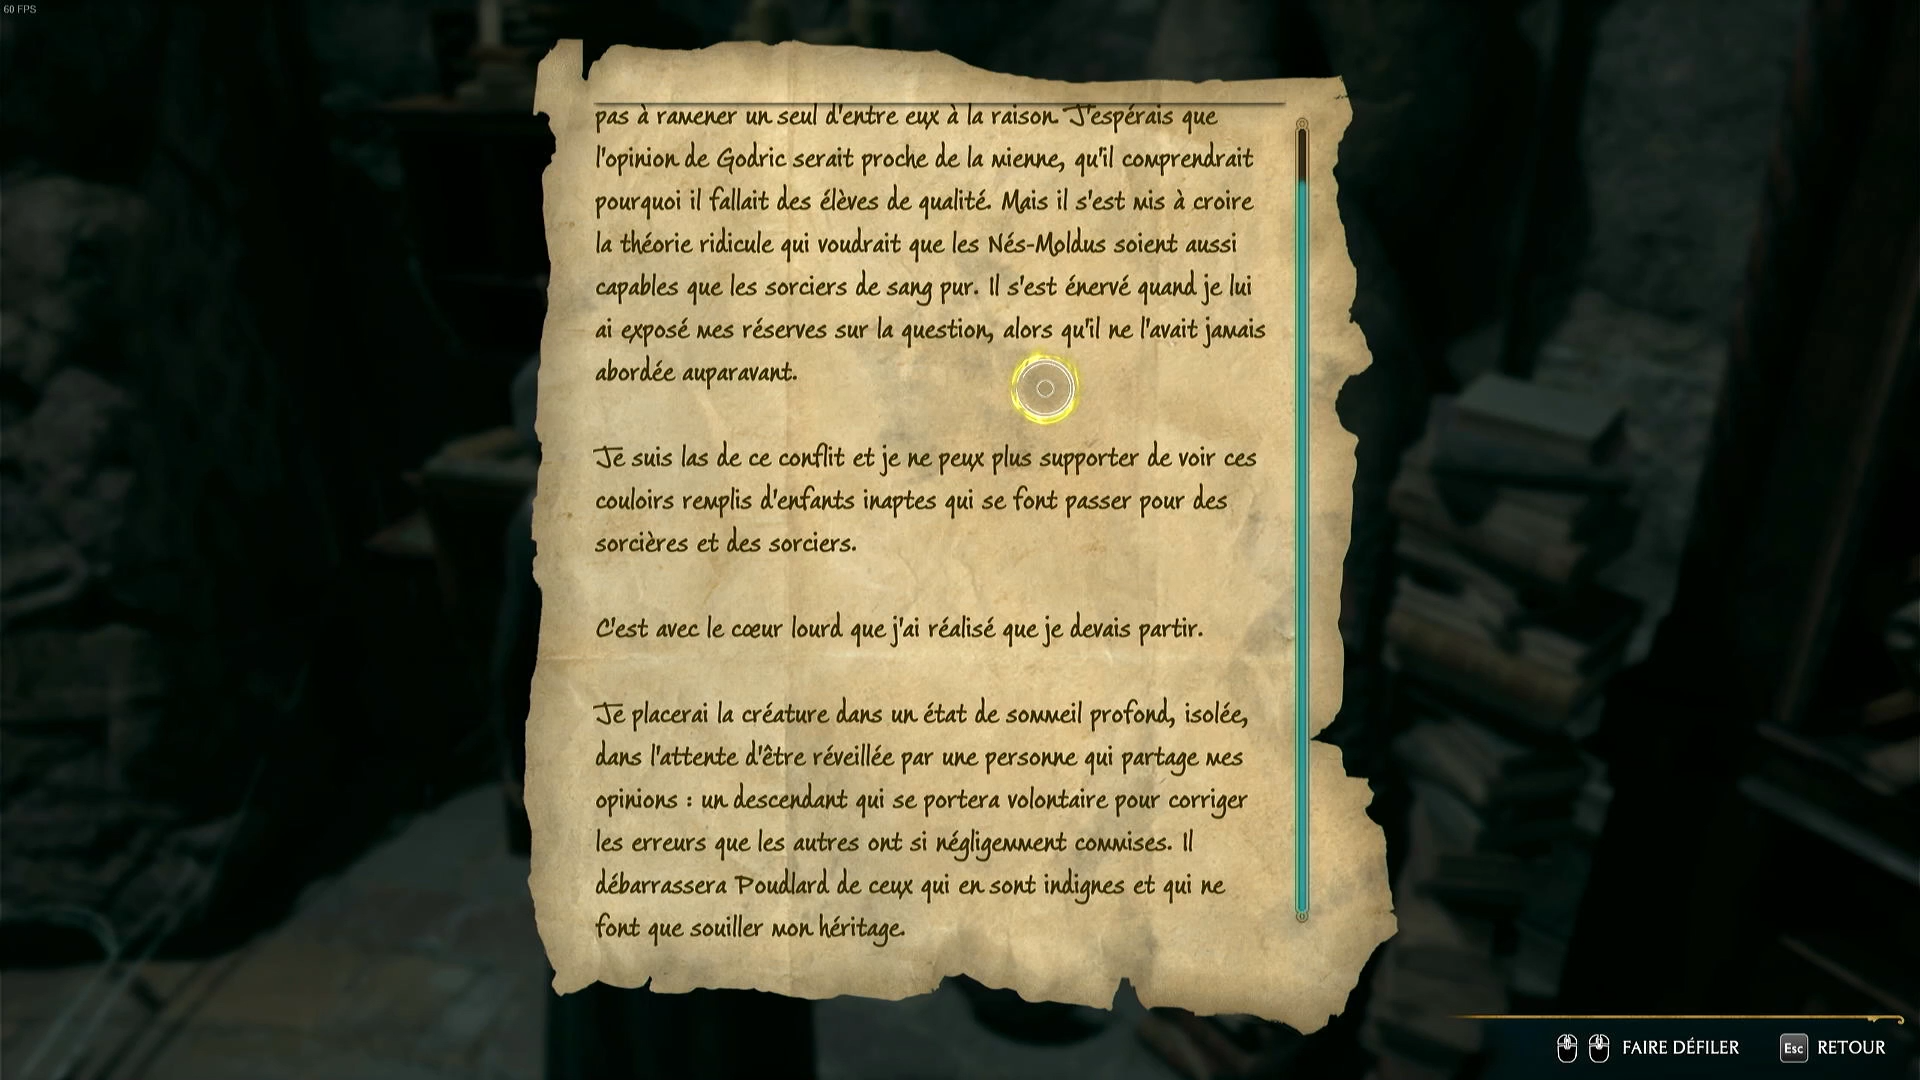 60 FPS
pas à ramener un seul d'entre eux à la raison. J'espérais que
l'opinion de Godric serait proche de la mienne, qu'il comprendrait
pourquoi il fallait des élèves de qualité. Mais il s'est mis à croire
la théorie ridicule qui voudrait que les Nés-Moldus soient aussi
capables que les sorciers de sang pur. Il s'est énervé quand je lui
ai exposé mes réserves sur la question, alors qu'il ne l'avait jamais
abordée auparavant.
Je suis las de ce conflit et je ne peux plus supporter de voir ces
couloirs remplis d'enfants inaptes qui se font passer pour des
sorcières et des sorciers.
C'est avec le cœur lourd que j'ai réalisé que je devais partir.
Je placerai la créature dans un état de sommeil profond, isolée,
dans l'attente d'être réveillée par une personne qui partage mes
opinions : un descendant qui se portera volontaire pour corriger
les erreurs que les autres ont si négligemment commises. Il
débarrassera Poudlard de ceux qui en sont indignes et qui ne
font que souiller mon héritage.
FAIRE DÉFILER
Esc RETOUR